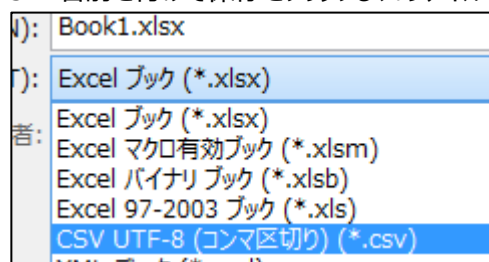 N): Book1.xlsx
T): Excel ブック (*.xlsx)
Excel ブック (*.xlsx)
者:
Excel マクロ有効ブック (*.xlsm)
Excel バイナリ ブック (*.xlsb)
Excel 97-2003 ブック (*.xls)
CSV UTF-8 (コンマ区切り) (*.csv)